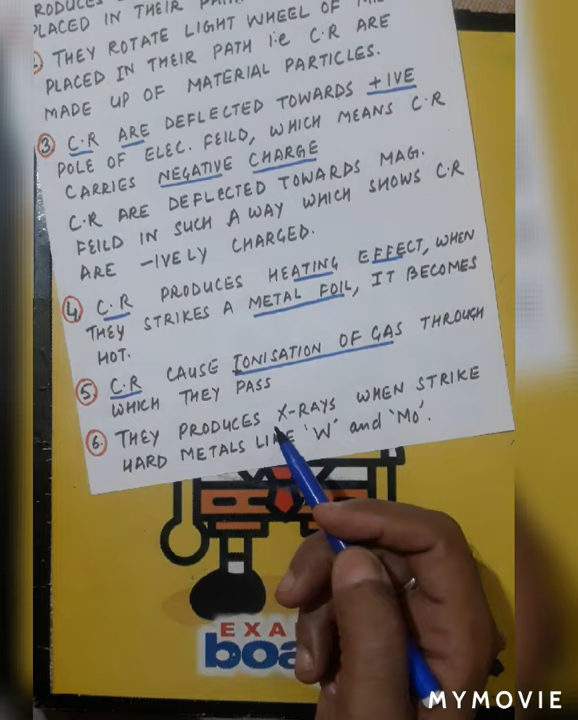 PLACED IN THEIR
THEY ROTATE LIGHT WHEEL OF
PLACED IN THEIR PATH i.e C.R ARE
MADE UP OF MATERIAL PARTICLES.
3 C.R ARE DEFLECTED TOWARDS +IVE
POLE OF ELEC. FEILD, WHICH MEANS C.R
CARRIES NEGATIVE CHARGE
C.R ARE DEFLECTED TOWARDS MAG.
FEILD IN SUCH A WAY WHICH SHOWS C.R
ARE -IVELY CHARGED.
4 C.R PRODUCES HEATING EFFECT, WHEN
THEY STRIKES A METAL FOIL, IT BECOMES
HOT.
5 C.R CAUSE IONISATION OF GAS THROUGH
WHICH THEY PASS
6. THEY PRODUCES X-RAYS WHEN STRIKE
HARD METALS LIKE 'W' and 'Mo'.
EXA
boa
MYMOVIE